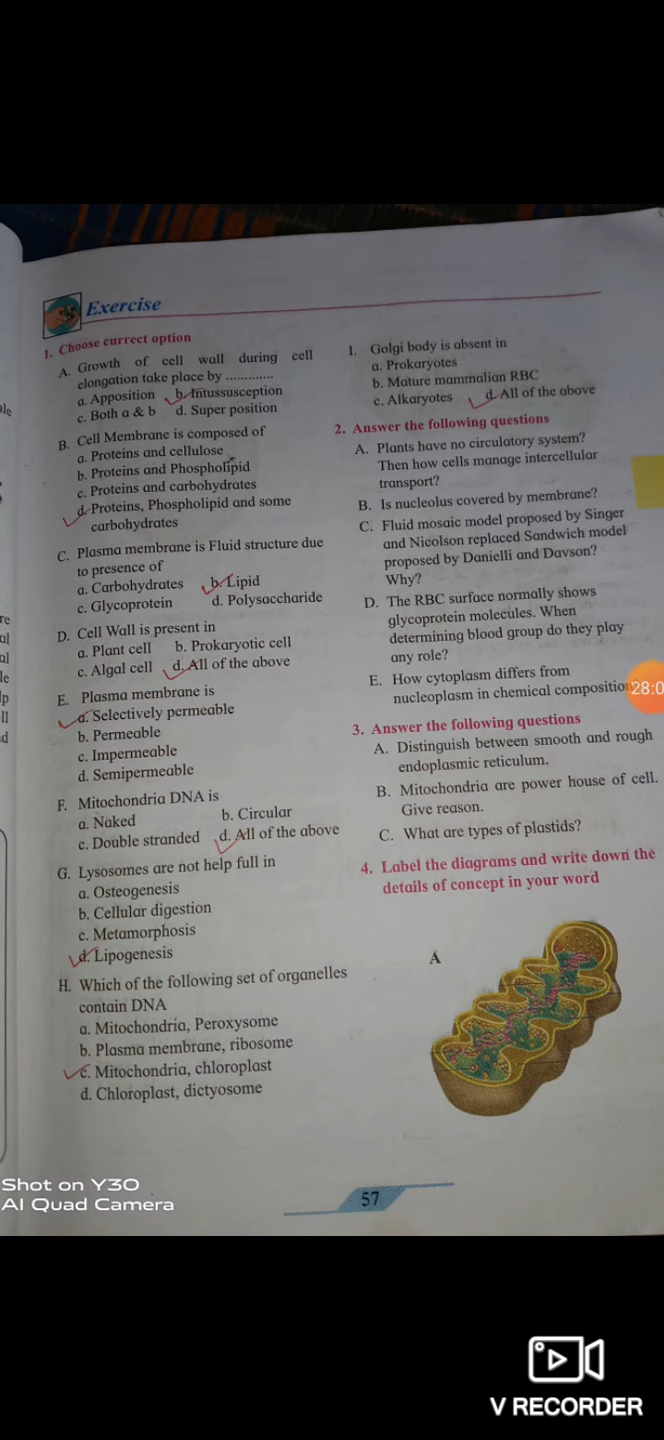 Exercise
1. Choose currect option
A. Growth of cell wall during cell
elongation take place by ............
a. Apposition b. Intussusception
c. Both a & b d. Super position
B. Cell Membrane is composed of
a. Proteins and cellulose
b. Proteins and Phospholipid
c. Proteins and carbohydrates
d. Proteins, Phospholipid and some
carbohydrates
C. Plasma membrane is Fluid structure due
to presence of
a. Carbohydrates b. Lipid
c. Glycoprotein d. Polysaccharide
D. Cell Wall is present in
a. Plant cell b. Prokaryotic cell
c. Algal cell d. All of the above
E. Plasma membrane is
a. Selectively permeable
b. Permeable
c. Impermeable
d. Semipermeable
F. Mitochondria DNA is
a. Naked b. Circular
c. Double stranded d. All of the above
G. Lysosomes are not help full in
a. Osteogenesis
b. Cellular digestion
c. Metamorphosis
d. Lipogenesis
H. Which of the following set of organelles
contain DNA
a. Mitochondria, Peroxysome
b. Plasma membrane, ribosome
c. Mitochondria, chloroplast
d. Chloroplast, dictyosome
I. Golgi body is absent in
a. Prokaryotes
b. Mature mammalian RBC
c. Alkaryotes d. All of the above
2. Answer the following questions
A. Plants have no circulatory system?
Then how cells manage intercellular
transport?
B. Is nucleolus covered by membrane?
C. Fluid mosaic model proposed by Singer
and Nicolson replaced Sandwich model
proposed by Danielli and Davson?
Why?
D. The RBC surface normally shows
glycoprotein molecules. When
determining blood group do they play
any role?
E. How cytoplasm differs from
nucleoplasm in chemical composition
28:0
3. Answer the following questions
A. Distinguish between smooth and rough
endoplasmic reticulum.
B. Mitochondria are power house of cell.
Give reason.
C. What are types of plastids?
4. Label the diagrams and write down the
details of concept in your word
A
57
Shot on Y30
AI Quad Camera
V RECORDER